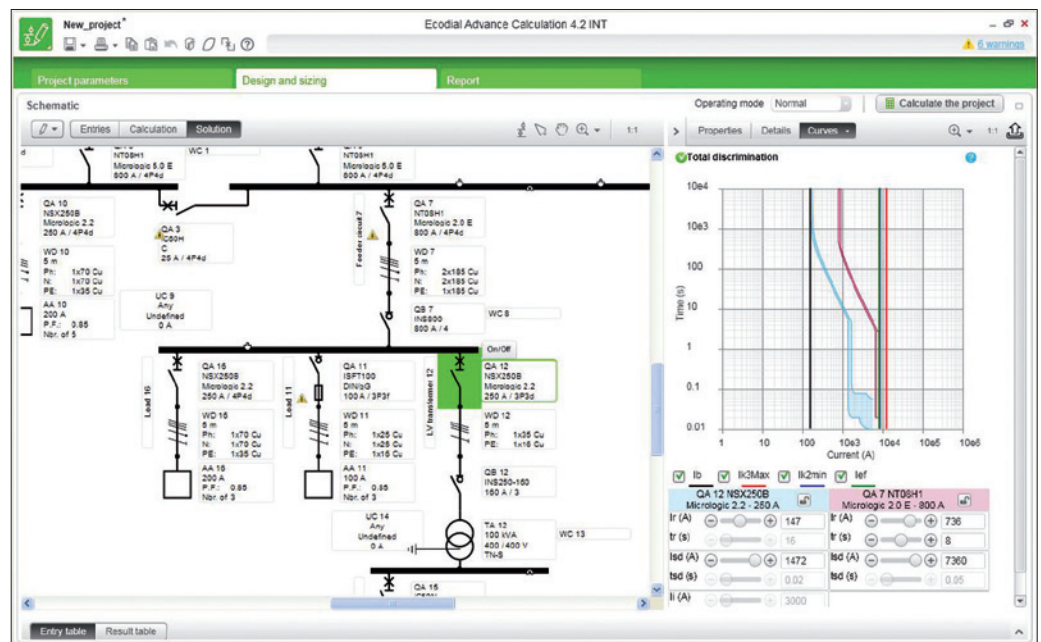 New_project*
Ecodial Advance Calculation 4.2 INT
6 warnings
Project parameters
Design and sizing
Report
Schematic
Operating mode Normal
Calculate the project
Entries
Calculation
Solution
1:1
Properties
Details
Curves
1:1
NT08H1
Micrologic 5.0 E
800 A / 4P4d
WC 1
NT08H1
Micrologic 5.0 E
800 A / 4P4d
QA 10
NSX250B
Micrologic 2.2
250 A / 4P4d
QA 3
iC60H
C
25 A / 4P4d
Feeder circuit 7
QA 7
NT08H1
Micrologic 2.0 E
800 A / 4P4d
WD 10
5 m
Ph: 1x70 Cu
N: 1x70 Cu
PE: 1x35 Cu
WD 7
5 m
Ph: 2x185 Cu
N: 2x185 Cu
PE: 1x185 Cu
AA 10
200 A
P.F.: 0.85
Nbr. of 5
UC 9
Any
Undefined
0 A
QB 7
INS800
800 A / 4
WC 8
On/Off
Load 16
QA 16
NSX250B
Micrologic 2.2
250 A / 4P4d
Load 11
QA 11
ISFT100
DIN/gG
100 A / 3P3f
LV transformer 12
QA 12
NSX250B
Micrologic 2.2
250 A / 3P3d
WD 16
5 m
Ph: 1x70 Cu
N: 1x70 Cu
PE: 1x35 Cu
WD 11
5 m
Ph: 1x25 Cu
N: 1x25 Cu
PE: 1x16 Cu
WD 12
5 m
Ph: 1x35 Cu
PE: 1x16 Cu
AA 16
200 A
P.F.: 0.85
Nbr. of 3
AA 11
100 A
P.F.: 0.85
Nbr. of 3
QB 12
INS250-160
160 A / 3
UC 14
Any
Undefined
0 A
TA 12
100 kVA
400 / 400 V
TN-S
WC 13
QA 15
Total discrimination
Time (s)
10e4
10e3
100
10
1
0.1
0.01
1 10 100 10e3 10e4 10e5 10e6
Current (A)
Ib
Ik3Max
Ik2min
Ief
QA 12 NSX250B
Micrologic 2.2 - 250 A
QA 7 NT08H1
Micrologic 2.0 E - 800 A
Ir (A) 147
Ir (A) 736
tr (s) 16
tr (s) 8
Isd (A) 1472
Isd (A) 7360
tsd (s) 0.02
tsd (s) 0.05
Ii (A) 3000
Entry table
Result table